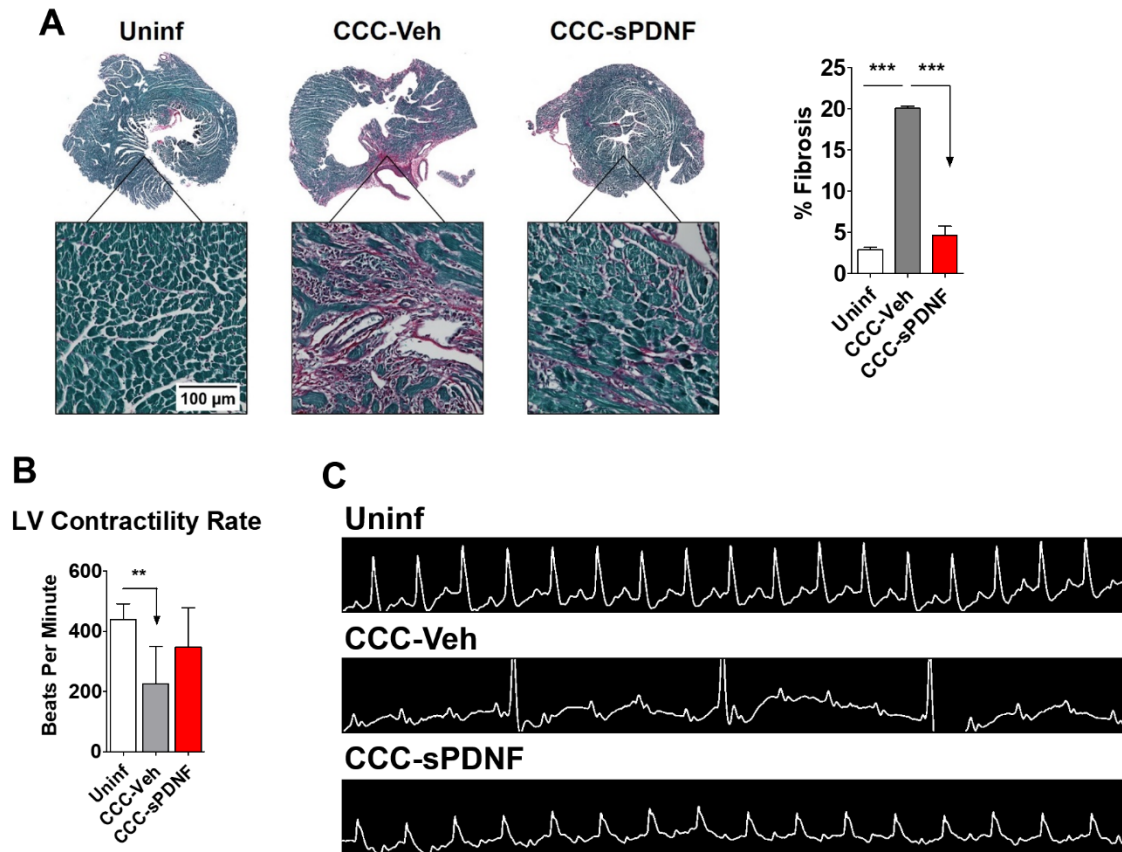 A
Uninf
CCC-Veh
CCC-sPDNF
100 µm
*** ***
% Fibrosis
25
20
15
10
5
0
Uninf
CCC-Veh
CCC-sPDNF
B
LV Contractility Rate
**
Beats Per Minute
600
400
200
0
Uninf
CCC-Veh
CCC-sPDNF
C
Uninf
CCC-Veh
CCC-sPDNF